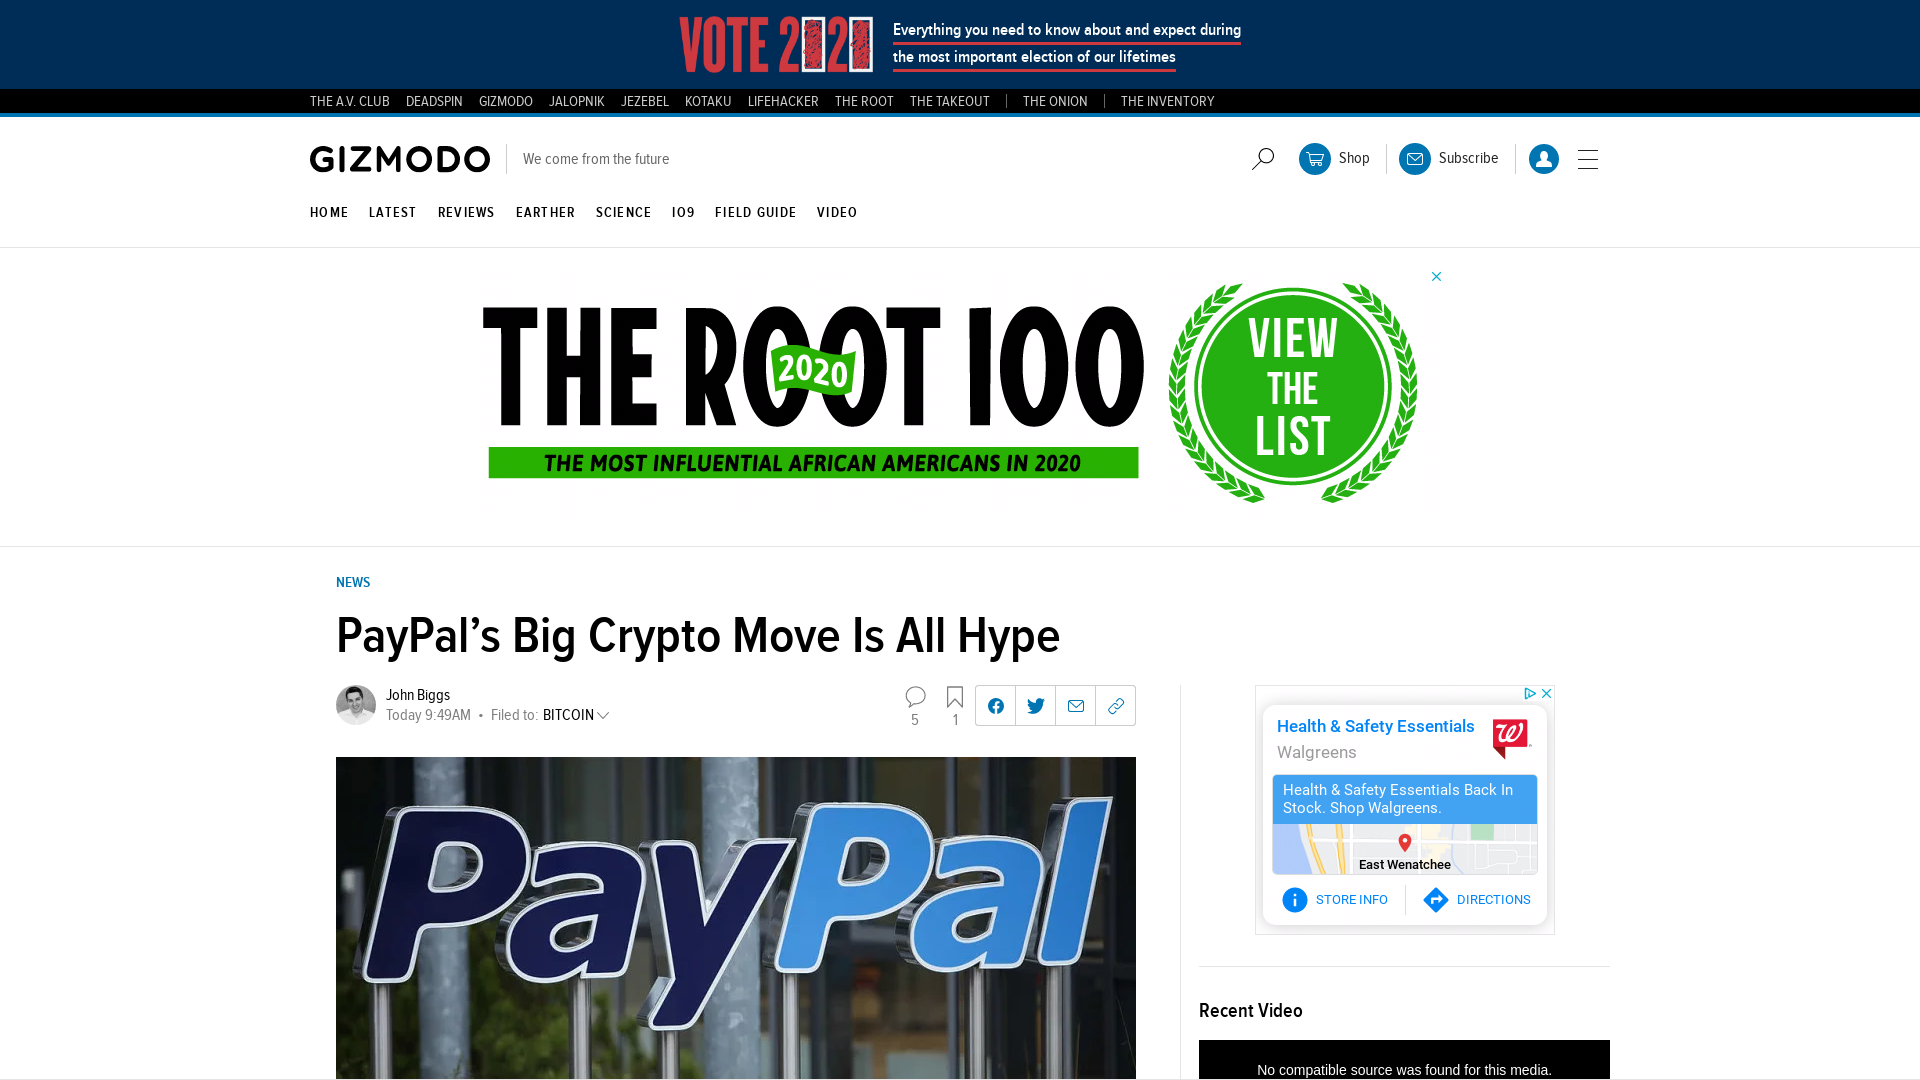 VOTE 2020
Everything you need to know about and expect during
the most important election of our lifetimes
THE A.V. CLUB DEADSPIN GIZMODO JALOPNIK JEZEBEL KOTAKU LIFEHACKER THE ROOT THE TAKEOUT THE ONION THE INVENTORY
GIZMODO We come from the future Shop Subscribe
HOME LATEST REVIEWS EARTHER SCIENCE IO9 FIELD GUIDE VIDEO
THE ROOT 100
2020
THE MOST INFLUENTIAL AFRICAN AMERICANS IN 2020
VIEW
THE
LIST
NEWS
PayPal's Big Crypto Move Is All Hype
John Biggs
Today 9:49AM • Filed to: BITCOIN
5 1
PayPal
Health & Safety Essentials
Walgreens
W
Health & Safety Essentials Back In
Stock. Shop Walgreens.
East Wenatchee
STORE INFO DIRECTIONS
Recent Video
No compatible source was found for this media.